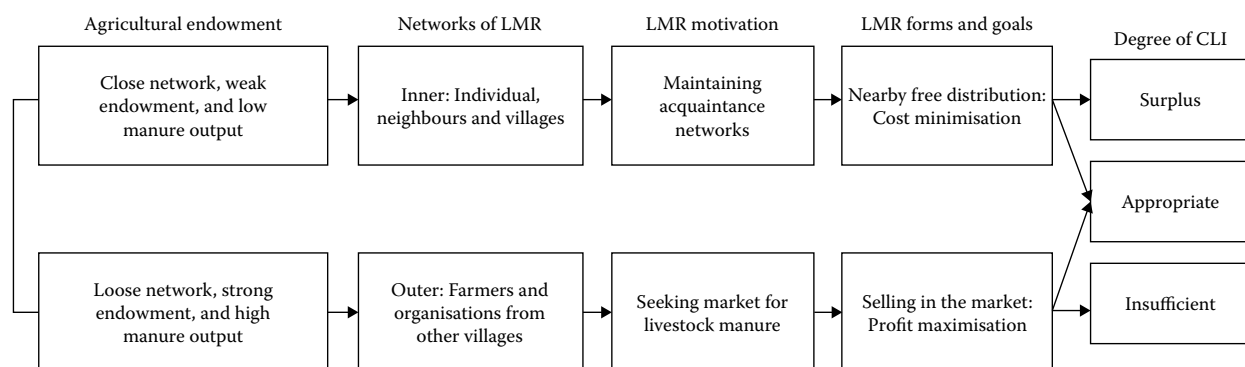 Agricultural endowment
Networks of LMR
LMR motivation
LMR forms and goals
Degree of CLI
Close network, weak
endowment, and low
manure output
Inner: Individual,
neighbours and villages
Maintaining
acquaintance
networks
Nearby free distribution:
Cost minimisation
Surplus
Appropriate
Loose network, strong
endowment, and high
manure output
Outer: Farmers and
organisations from
other villages
Seeking market for
livestock manure
Selling in the market:
Profit maximisation
Insufficient